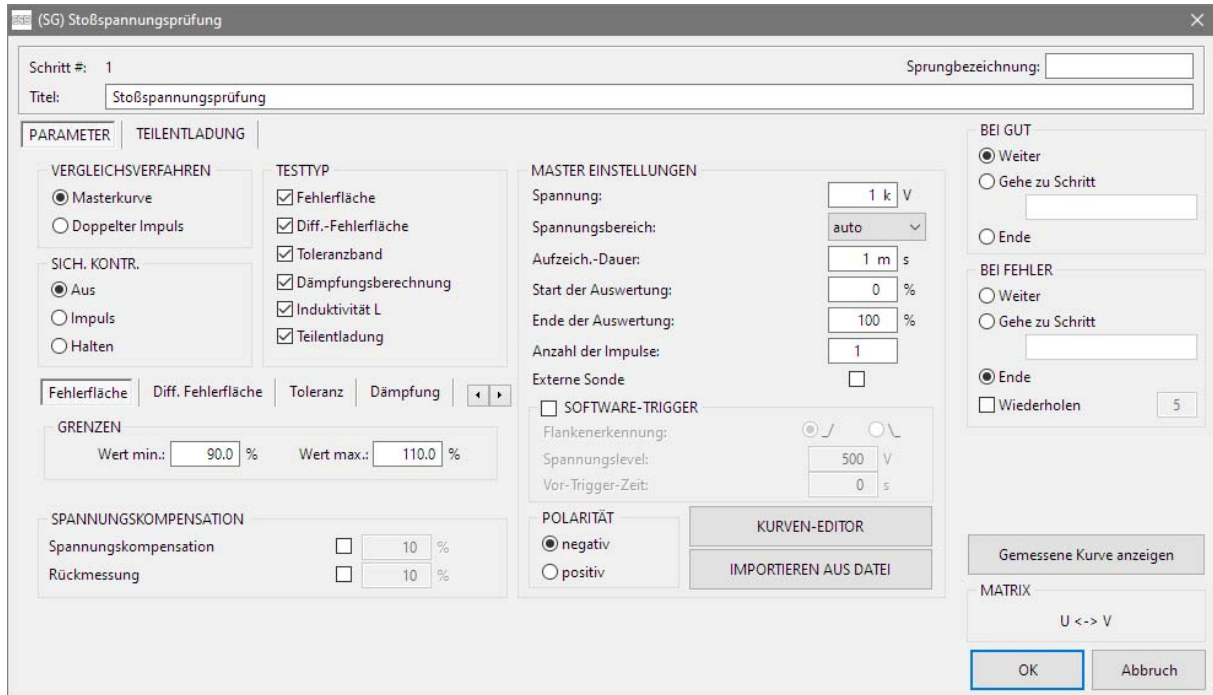 (SG) Stoßspannungsprüfung
Schritt #: 1
Sprungbezeichnung:
Titel: Stoßspannungsprüfung
PARAMETER TEILENTLADUNG
VERGLEICHSVERFAHREN
Masterkurve
Doppelter Impuls
SICH. KONTR.
Aus
Impuls
Halten
TESTTYP
Fehlerfläche
Diff.-Fehlerfläche
Toleranzband
Dämpfungsberechnung
Induktivität L
Teilentladung
Fehlerfläche Diff. Fehlerfläche Toleranz Dämpfung
GRENZEN
Wert min.: 90.0 % Wert max.: 110.0 %
SPANNUNGSKOMPENSATION
Spannungskompensation 10 %
Rückmessung 10 %
MASTER EINSTELLUNGEN
Spannung: 1 k V
Spannungsbereich: auto
Aufzeich.-Dauer: 1 m s
Start der Auswertung: 0 %
Ende der Auswertung: 100 %
Anzahl der Impulse: 1
Externe Sonde
SOFTWARE-TRIGGER
Flankenerkennung: _/ \_
Spannungslevel: 500 V
Vor-Trigger-Zeit: 0 s
POLARITÄT
negativ
positiv
KURVEN-EDITOR
IMPORTIEREN AUS DATEI
BEI GUT
Weiter
Gehe zu Schritt
Ende
BEI FEHLER
Weiter
Gehe zu Schritt
Ende
Wiederholen 5
Gemessene Kurve anzeigen
MATRIX
U <-> V
OK Abbruch